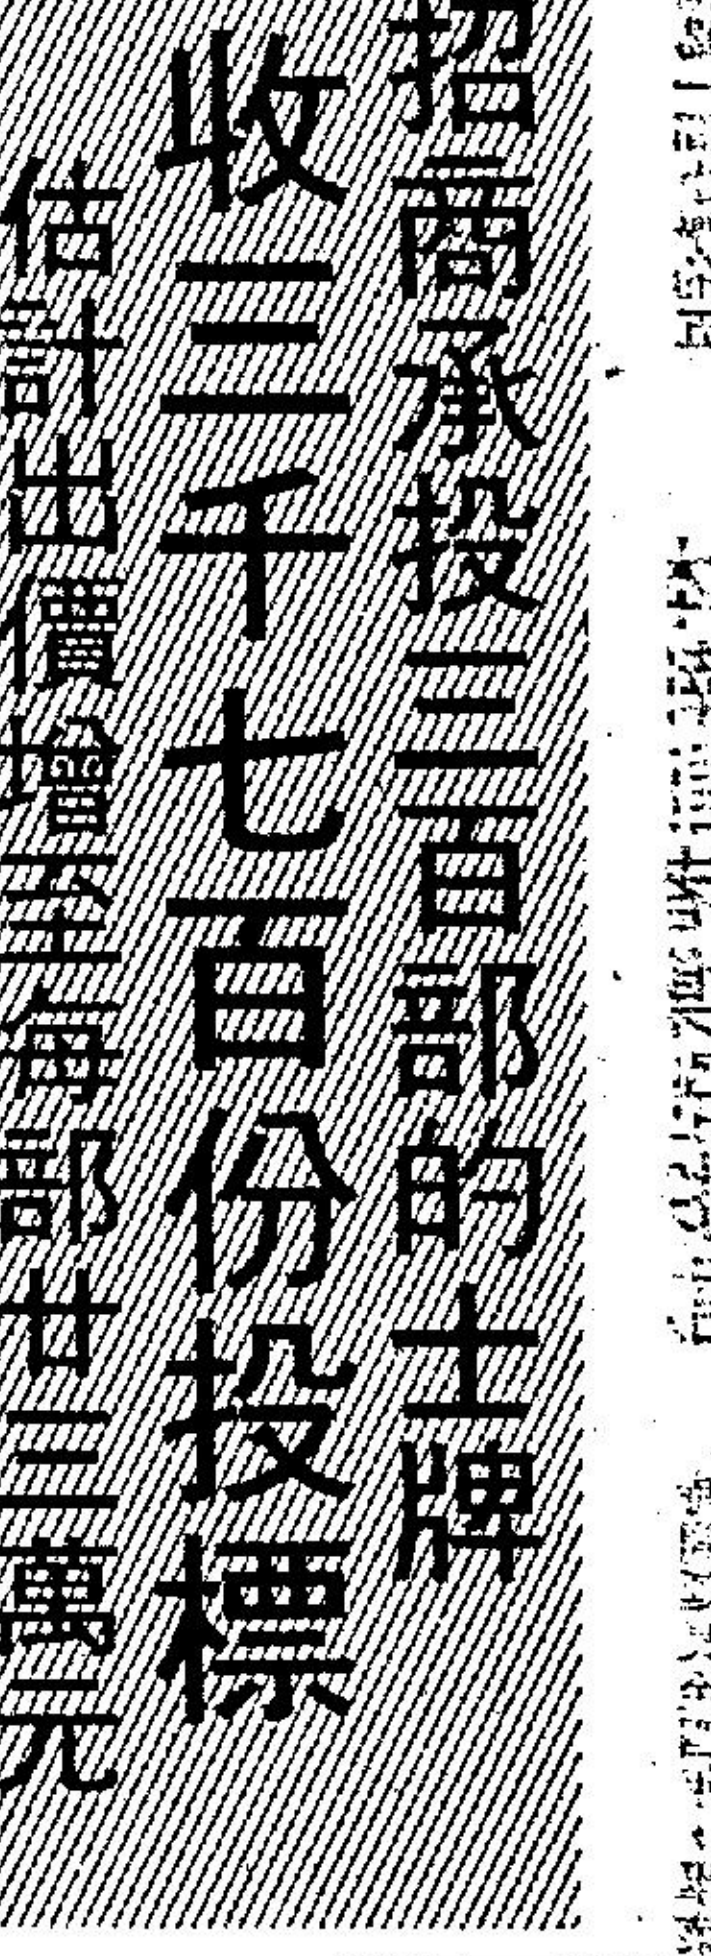 招商承投三百部的士牌
收三千七百份投標
估計出價增至每部廿三萬元